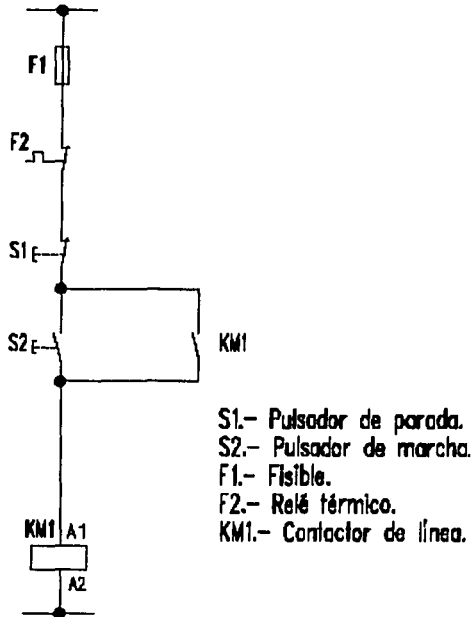 F1
F2
S1
S2
KM1
S1.- Pulsador de parada.
S2.- Pulsador de marcha.
F1.- Fisible.
F2.- Relé térmico.
KM1.- Contactor de línea.
KM1 A1
A2